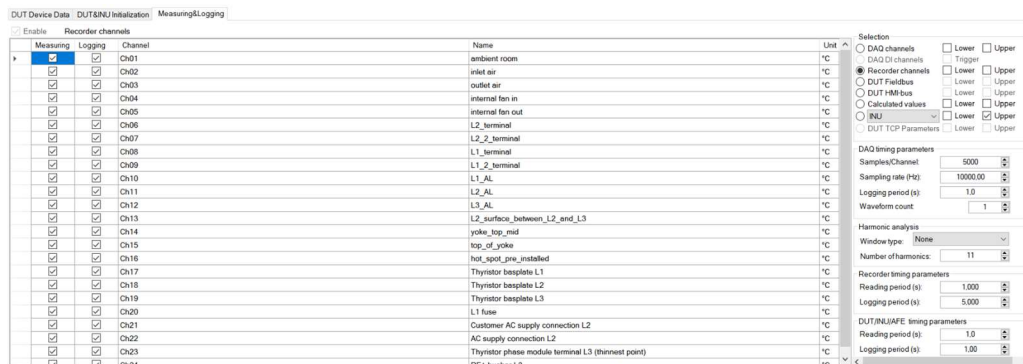 DUT Device Data DUT&INU Initialization Measuring&Logging
Enable Recorder channels
Measuring Logging Channel Name Unit
Ch01 ambient room °C
Ch02 inlet air °C
Ch03 outlet air °C
Ch04 internal fan in °C
Ch05 internal fan out °C
Ch06 L2_terminal °C
Ch07 L2_2_terminal °C
Ch08 L1_terminal °C
Ch09 L1_2_terminal °C
Ch10 L1_AL °C
Ch11 L2_AL °C
Ch12 L3_AL °C
Ch13 L2_surface_between_L2_and_L3 °C
Ch14 yoke_top_mid °C
Ch15 top_of_yoke °C
Ch16 hot_spot_pre_installed °C
Ch17 Thyristor basplate L1 °C
Ch18 Thyristor basplate L2 °C
Ch19 Thyristor basplate L3 °C
Ch20 L1 fuse °C
Ch21 Customer AC supply connection L2 °C
Ch22 AC supply connection L2 °C
Ch23 Thyristor phase module terminal L3 (thinnest point) °C
Selection
DAQ channels Lower Upper
DAQ DI channels Trigger
Recorder channels Lower Upper
DUT Fieldbus Lower Upper
DUT HMI-bus Lower Upper
Calculated values Lower Upper
INU Lower Upper
DUT TCP Parameters Lower Upper
DAQ timing parameters
Samples/Channel: 5000
Sampling rate (Hz): 10000,00
Logging period (s): 1,0
Waveform count: 1
Harmonic analysis
Window type: None
Number of harmonics: 11
Recorder timing parameters
Reading period (s): 1,000
Logging period (s): 5,000
DUT/INU/AFE timing parameters
Reading period (s): 1,0
Logging period (s): 1,00